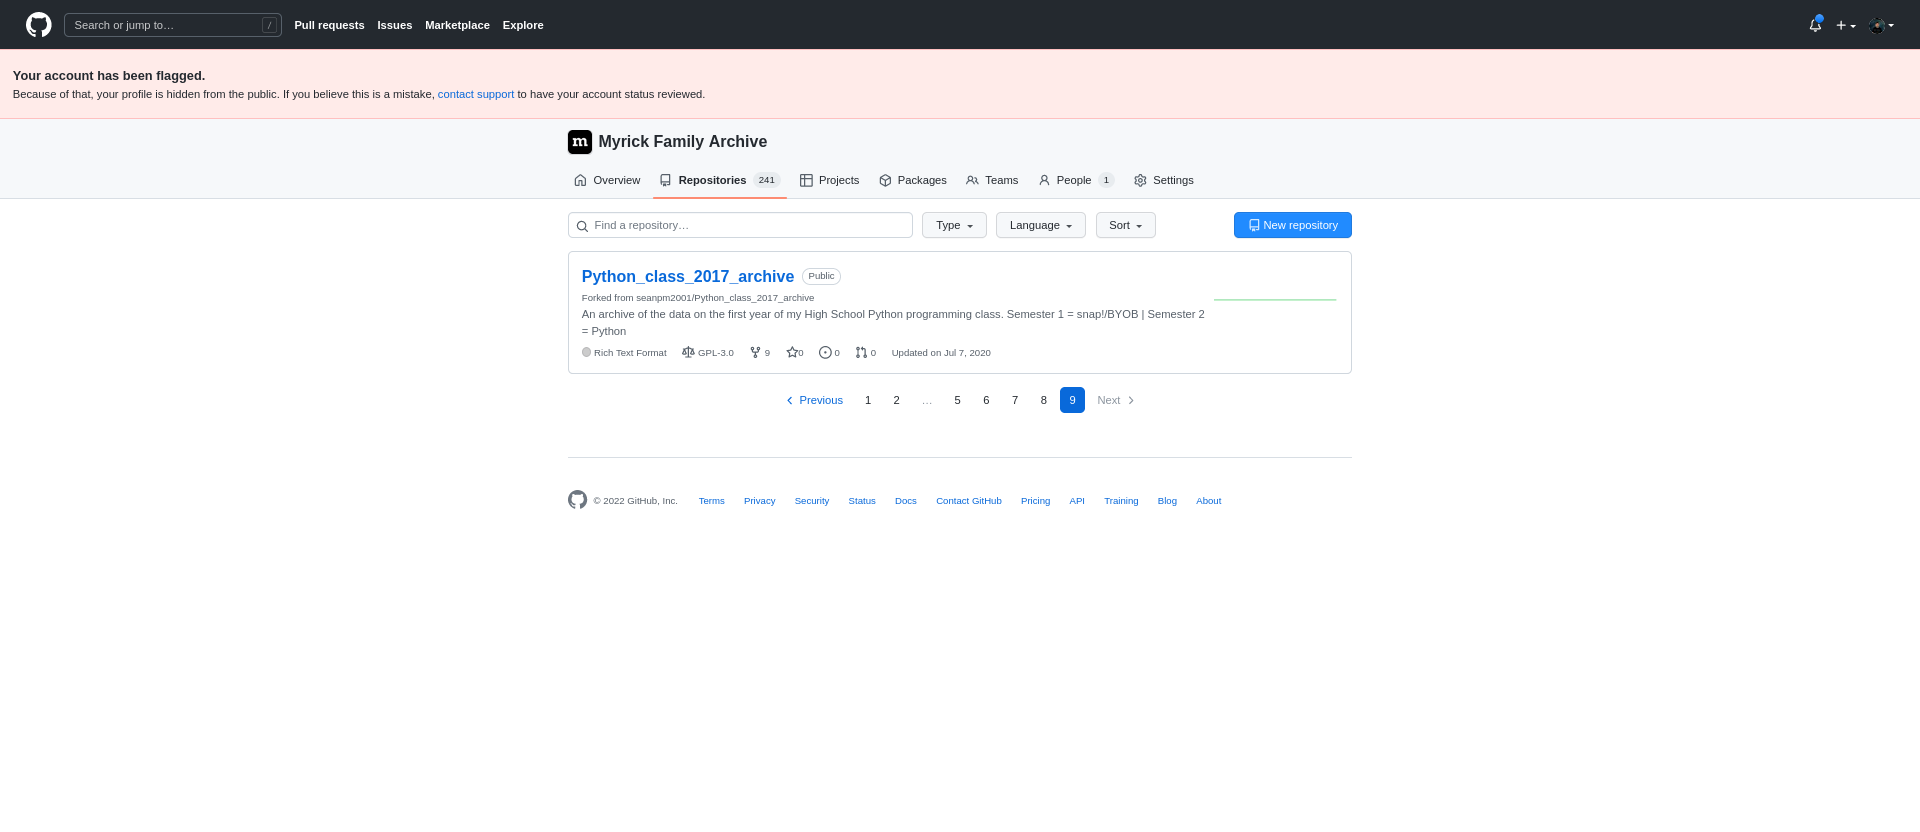 Search or jump to… /
Pull requests Issues Marketplace Explore
Your account has been flagged.
Because of that, your profile is hidden from the public. If you believe this is a mistake, contact support to have your account status reviewed.
m Myrick Family Archive
Overview Repositories 241 Projects Packages Teams People 1 Settings
Find a repository… Type Language Sort New repository
Python_class_2017_archive Public
Forked from seanpm2001/Python_class_2017_archive
An archive of the data on the first year of my High School Python programming class. Semester 1 = snap!/BYOB | Semester 2
= Python
Rich Text Format GPL-3.0 9 0 0 0 Updated on Jul 7, 2020
Previous 1 2 … 5 6 7 8 9 Next
© 2022 GitHub, Inc. Terms Privacy Security Status Docs Contact GitHub Pricing API Training Blog About